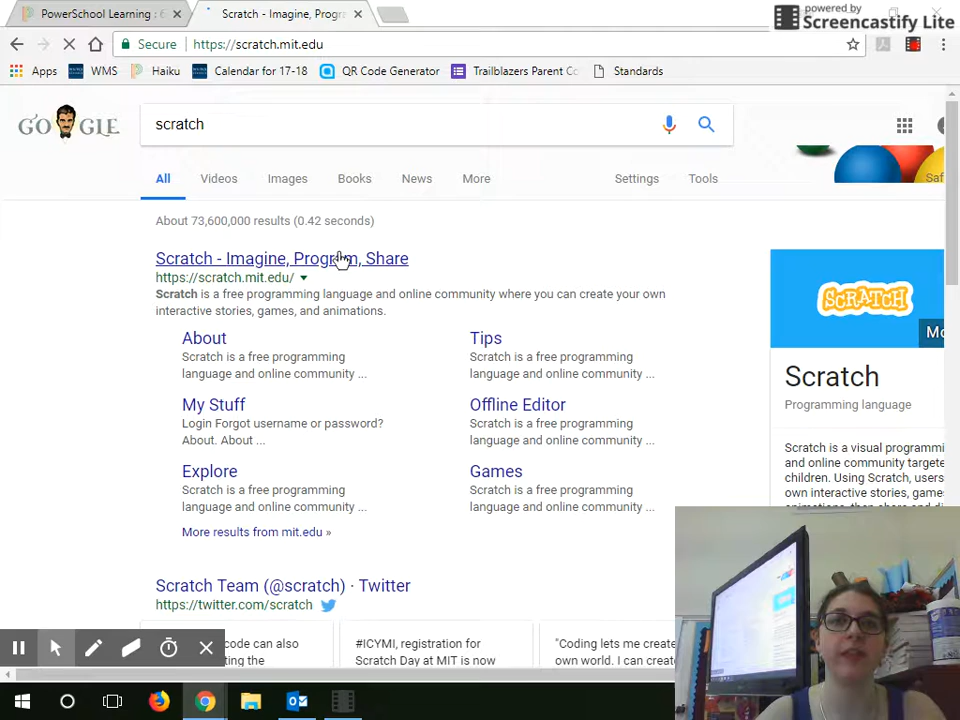 PowerSchool Learning : 6
Scratch - Imagine, Progr
powered by
Screencastify Lite
Secure
https://scratch.mit.edu
Apps
WMS
Haiku
Calendar for 17-18
QR Code Generator
Trailblazers Parent Co
Standards
GO GLE
scratch
All
Videos
Images
Books
News
More
Settings
Tools
Saf
About 73,600,000 results (0.42 seconds)
Scratch - Imagine, Program, Share
https://scratch.mit.edu/
Scratch is a free programming language and online community where you can create your own
interactive stories, games, and animations.
About
Scratch is a free programming
language and online community ...
Tips
Scratch is a free programming
language and online community ...
My Stuff
Login Forgot username or password?
About. About ...
Offline Editor
Scratch is a free programming
language and online community ...
Explore
Scratch is a free programming
language and online community ...
Games
Scratch is a free programming
language and online community ...
More results from mit.edu »
Scratch Team (@scratch) · Twitter
https://twitter.com/scratch
code can also
ting the
#ICYMI, registration for
Scratch Day at MIT is now
"Coding lets me create
own world. I can create
SCRATCH
Mo
Scratch
Programming language
Scratch is a visual programmi
and online community targete
children. Using Scratch, users
own interactive stories, game